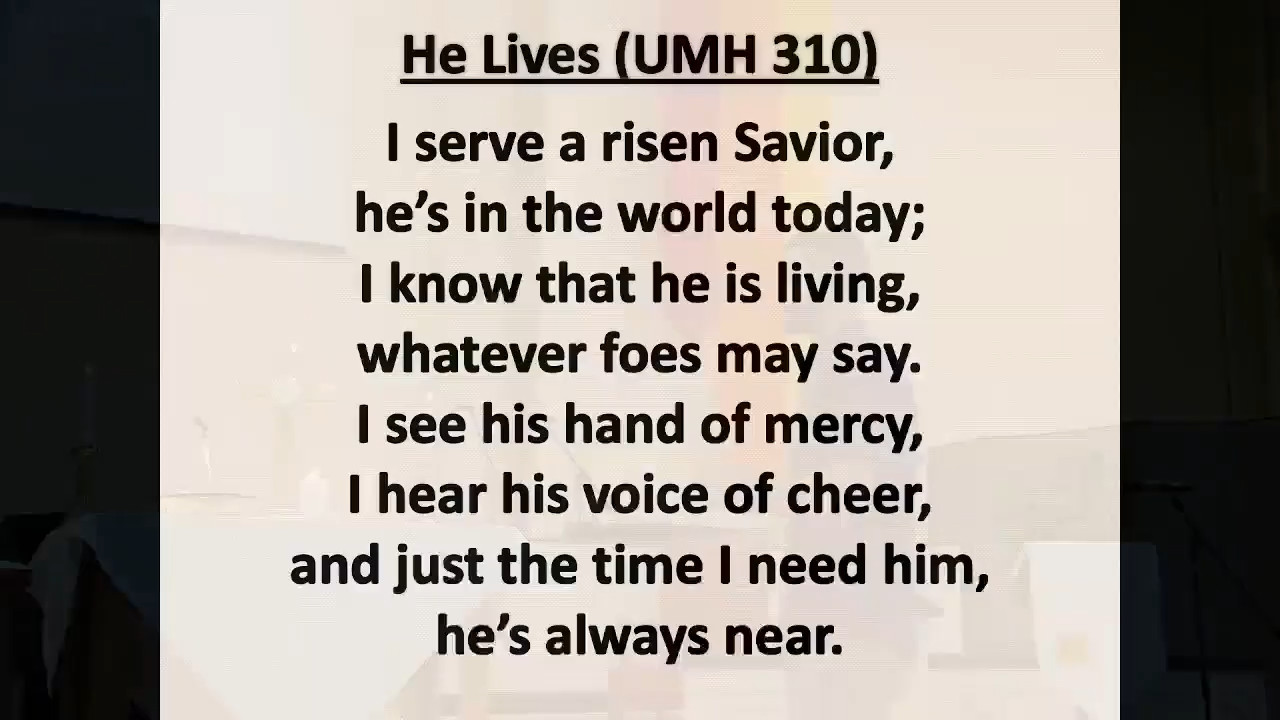 He Lives (UMH 310)
I serve a risen Savior,
he’s in the world today;
I know that he is living,
whatever foes may say.
I see his hand of mercy,
I hear his voice of cheer,
and just the time I need him,
he’s always near.